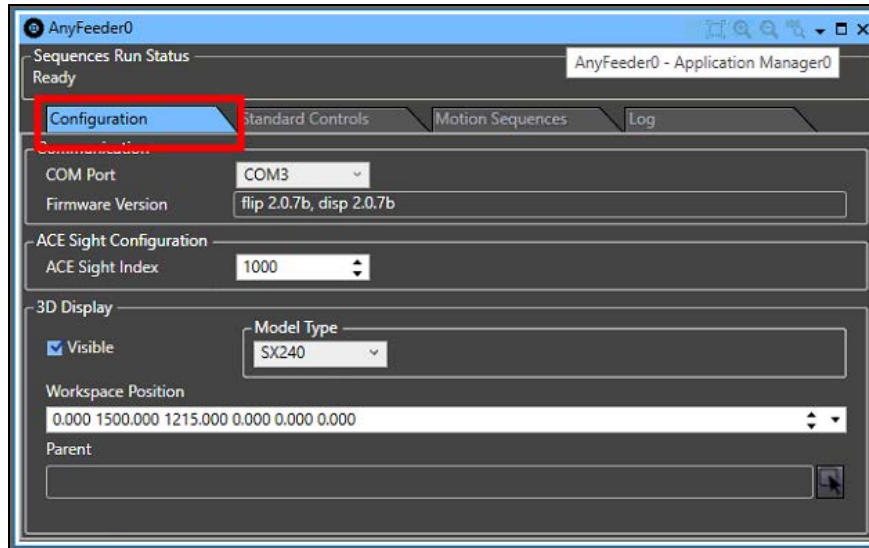 AnyFeeder0
Sequences Run Status
Ready
AnyFeeder0 - Application Manager0
Configuration
Standard Controls
Motion Sequences
Log
Communication
COM Port
COM3
Firmware Version
flip 2.0.7b, disp 2.0.7b
ACE Sight Configuration
ACE Sight Index
1000
3D Display
Visible
Model Type
SX240
Workspace Position
0.000 1500.000 1215.000 0.000 0.000 0.000
Parent